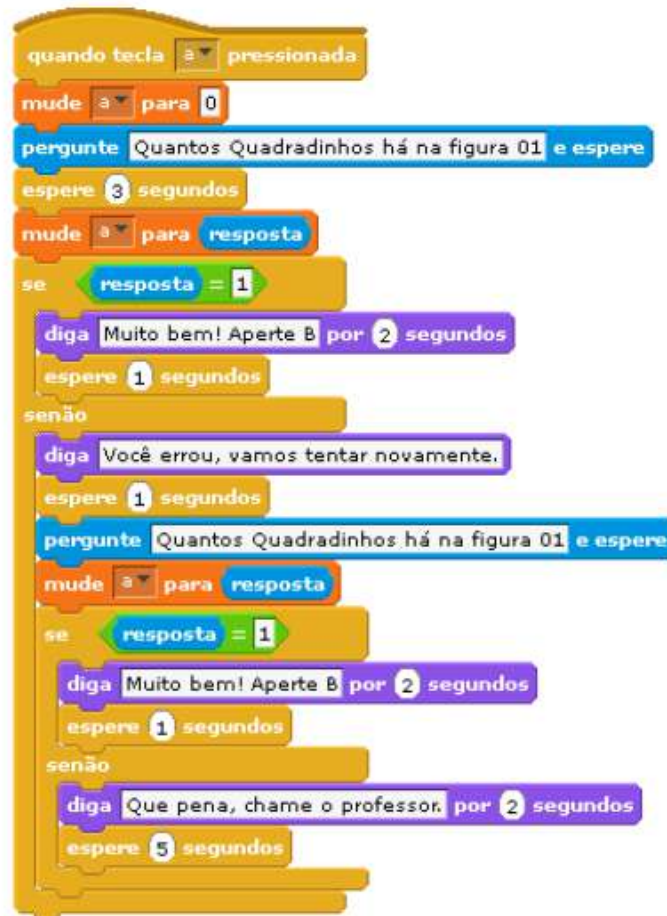 quando tecla a pressionada
mude a para 0
pergunte Quantos Quadradinhos há na figura 01 e espere
espere 3 segundos
mude a para resposta
se resposta = 1
diga Muito bem! Aperte B por 2 segundos
espere 1 segundos
senão
diga Você errou, vamos tentar novamente.
espere 1 segundos
pergunte Quantos Quadradinhos há na figura 01 e espere
mude a para resposta
se resposta = 1
diga Muito bem! Aperte B por 2 segundos
espere 1 segundos
senão
diga Que pena, chame o professor. por 2 segundos
espere 5 segundos